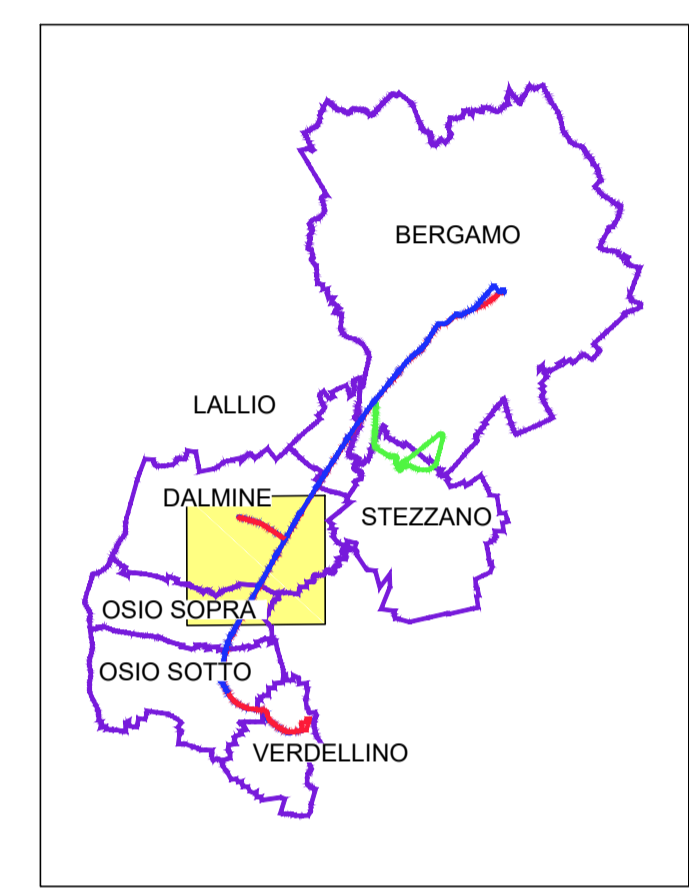 BERGAMO
LALLIO
DALMINE
STEZZANO
OSIO SOPRA
OSIO SOTTO
VERDELLINO